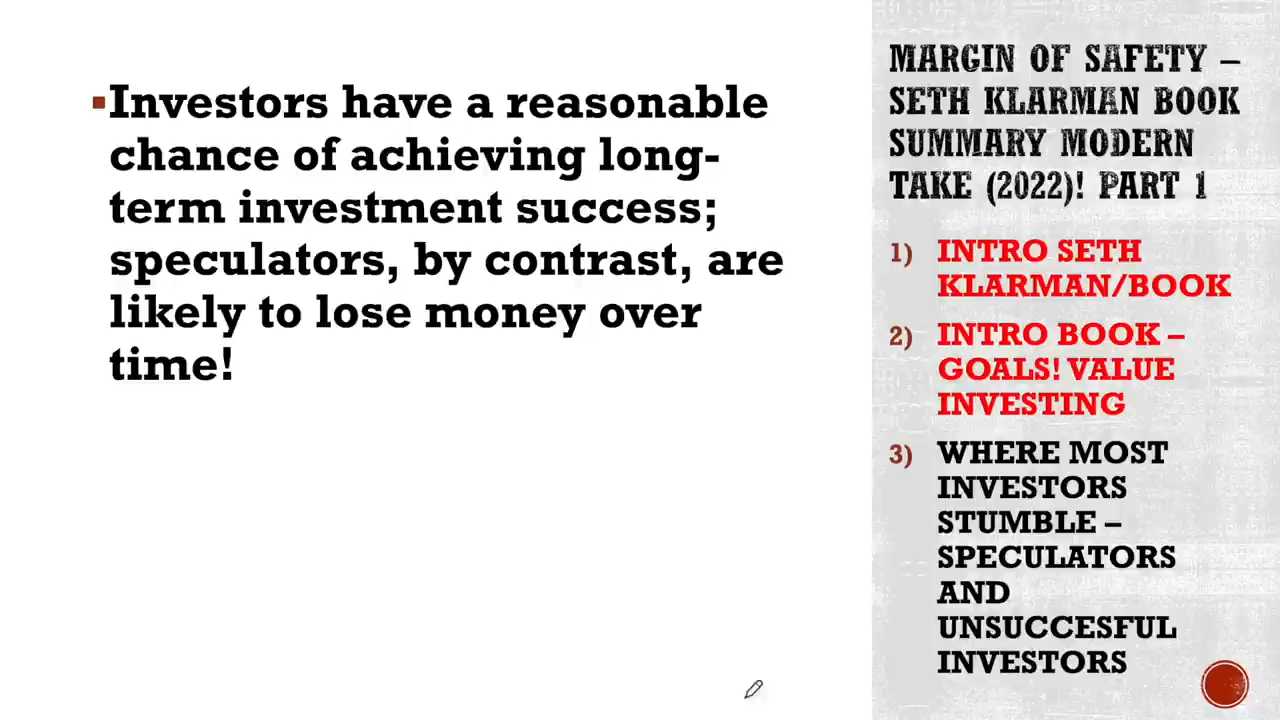 ▪Investors have a reasonable
chance of achieving long-
term investment success;
speculators, by contrast, are
likely to lose money over
time!
MARGIN OF SAFETY –
SETH KLARMAN BOOK
SUMMARY MODERN
TAKE (2022)! PART 1
1) INTRO SETH
KLARMAN/BOOK
2) INTRO BOOK –
GOALS! VALUE
INVESTING
3) WHERE MOST
INVESTORS
STUMBLE –
SPECULATORS
AND
UNSUCCESFUL
INVESTORS